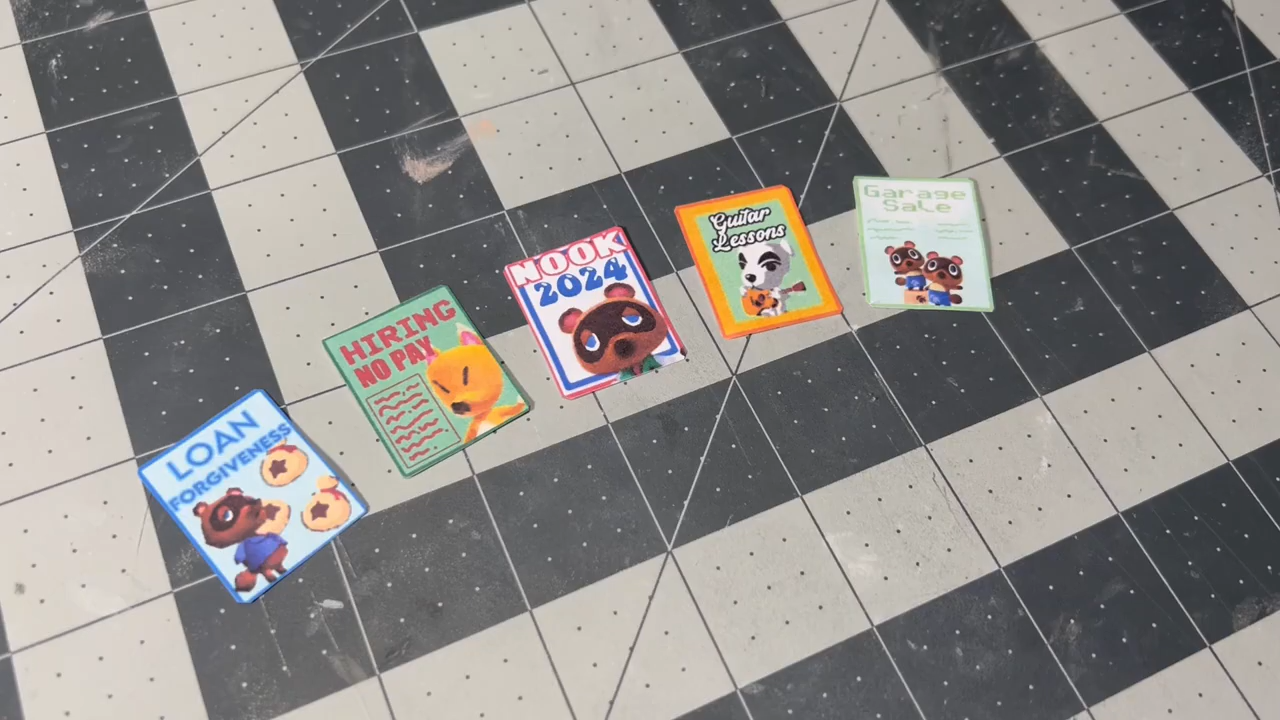 LOAN
FORGIVENESS
HIRING
NO PAY
NOOK
2024
Guitar
Lessons
Garage
Sale